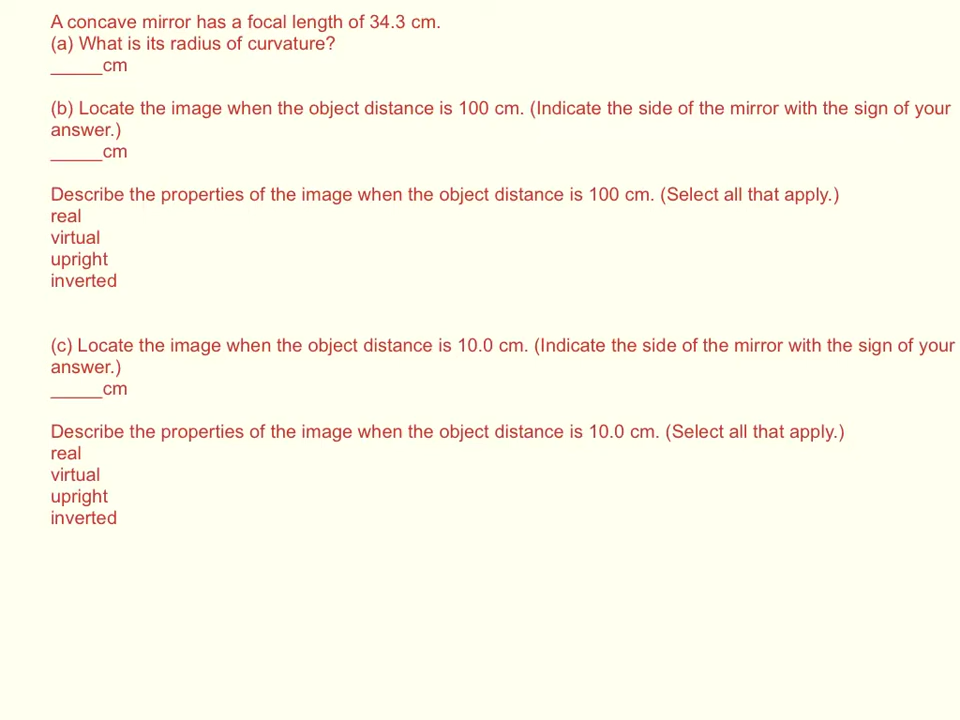 A concave mirror has a focal length of 34.3 cm.
(a) What is its radius of curvature?
_____cm
(b) Locate the image when the object distance is 100 cm. (Indicate the side of the mirror with the sign of your
answer.)
_____cm
Describe the properties of the image when the object distance is 100 cm. (Select all that apply.)
real
virtual
upright
inverted
(c) Locate the image when the object distance is 10.0 cm. (Indicate the side of the mirror with the sign of your
answer.)
_____cm
Describe the properties of the image when the object distance is 10.0 cm. (Select all that apply.)
real
virtual
upright
inverted